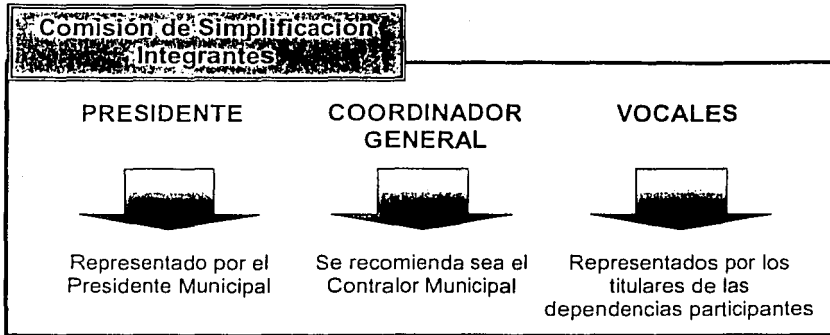 Comisión de Simplificación
Integrantes
PRESIDENTE
Representado por el
Presidente Municipal
COORDINADOR
GENERAL
Se recomienda sea el
Contralor Municipal
VOCALES
Representados por los
titulares de las
dependencias participantes